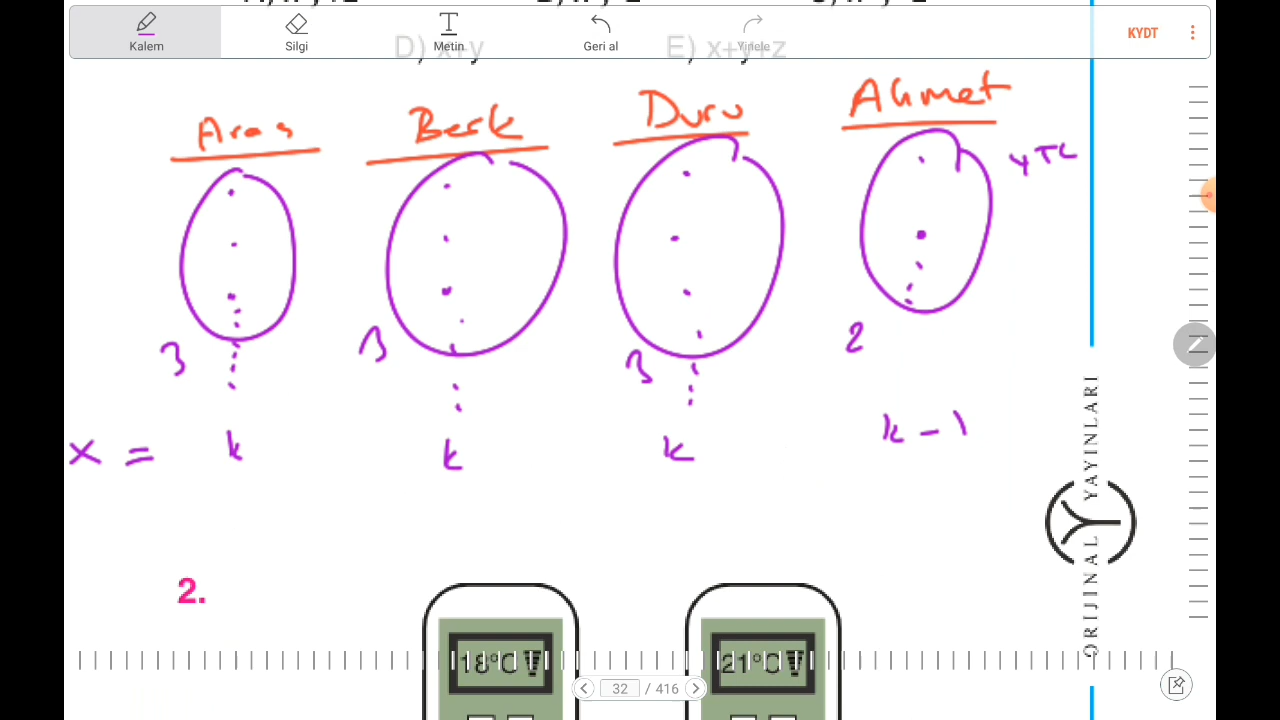 Kalem
Silgi
Metin
Geri al
Yinele
KYDT
D) x+y
E) x+y+z
Aras
Berk
Duru
Ahmet
y TL
3
3
3
2
x = k
k
k
k - 1
ORİJİNAL YAYINLARI
2.
18°C
21°C
32 / 416